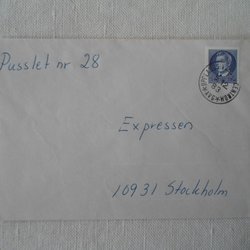 Pusslet nr 28
Expressen
10931 Stockholm